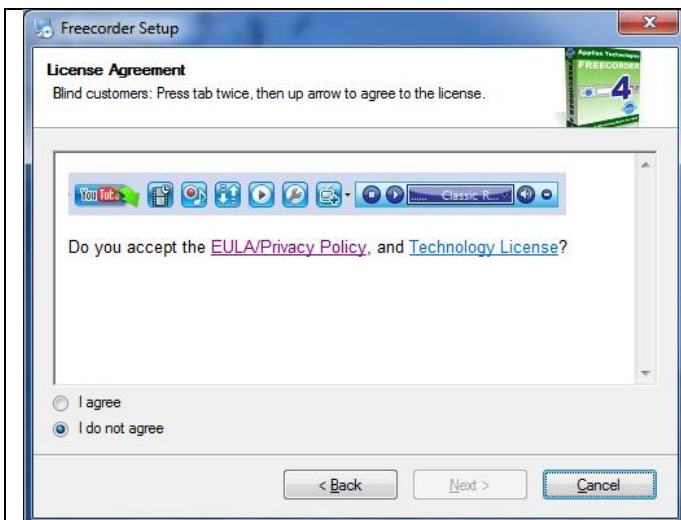 Freecorder Setup
License Agreement
Blind customers: Press tab twice, then up arrow to agree to the license.
Applian Technologies
FREECORDER
4
You Tube
Classic R...
Do you accept the EULA/Privacy Policy, and Technology License?
I agree
I do not agree
< Back
Next >
Cancel